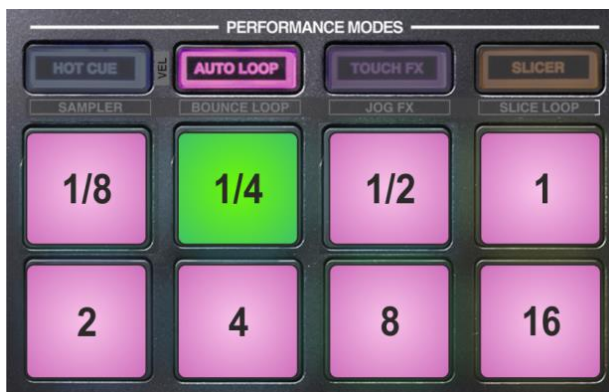 PERFORMANCE MODES
HOT CUE VEL AUTO LOOP TOUCH FX SLICER
SAMPLER BOUNCE LOOP JOG FX SLICE LOOP
1/8 1/4 1/2 1
2 4 8 16